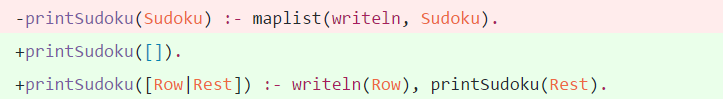 -printSudoku(Sudoku) :- maplist(writeln, Sudoku).
+printSudoku([]).
+printSudoku([Row|Rest]) :- writeln(Row), printSudoku(Rest).